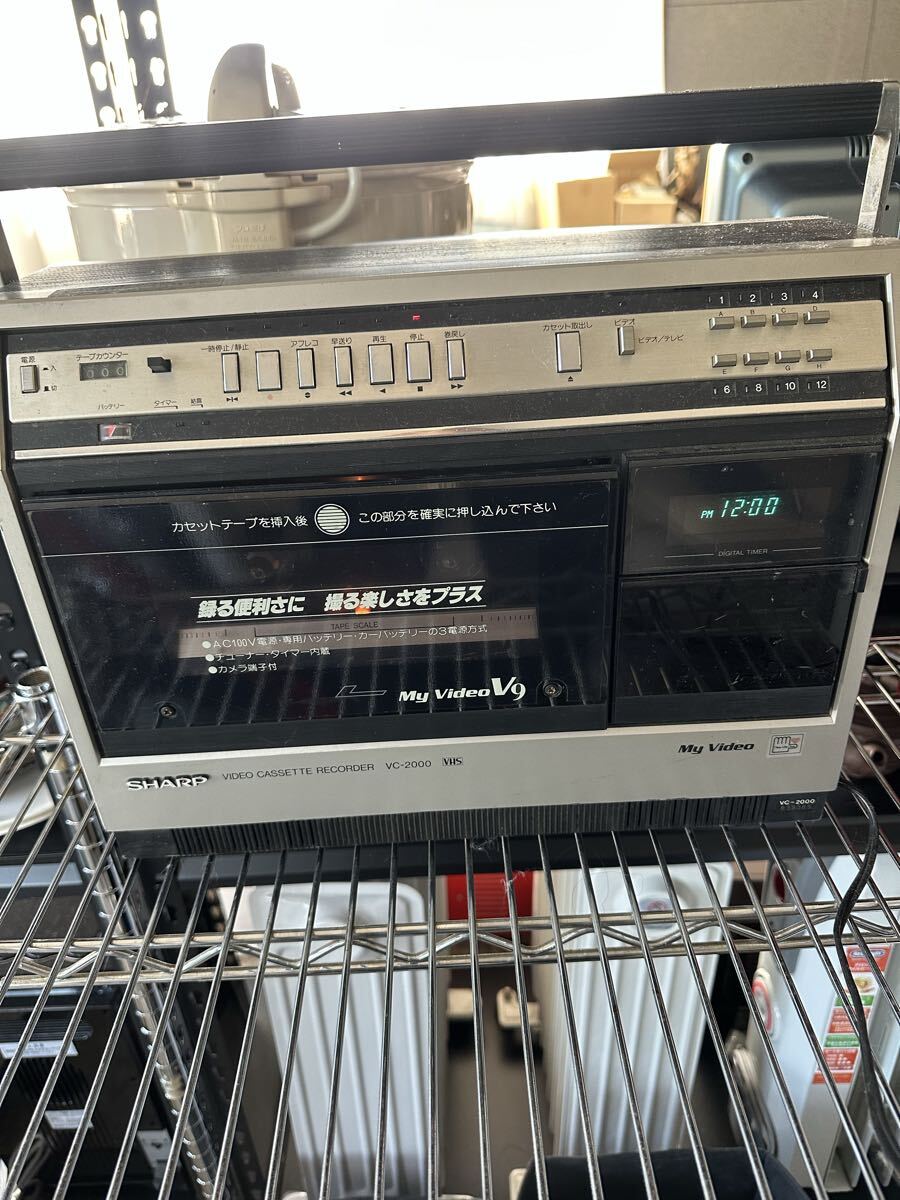 1 2 3 4
A B C D
電源
入
切
テープカウンター
000
一時停止/静止
アフレコ
早送り
再生
停止
巻戻し
カセット取出し
ビデオ
ビデオ/テレビ
E F G H
6 8 10 12
バッテリー
タイマー
結露
カセットテープを挿入後 この部分を確実に押し込んで下さい
PM 12:00
DIGITAL TIMER
録る便利さに 撮る楽しさをプラス
TAPE SCALE
●AC100V電源・専用バッテリー・カーバッテリーの3電源方式
●チューナー・タイマー内蔵
●カメラ端子付
My Video V9
My Video
SHARP VIDEO CASSETTE RECORDER VC-2000 VHS
VC-2000